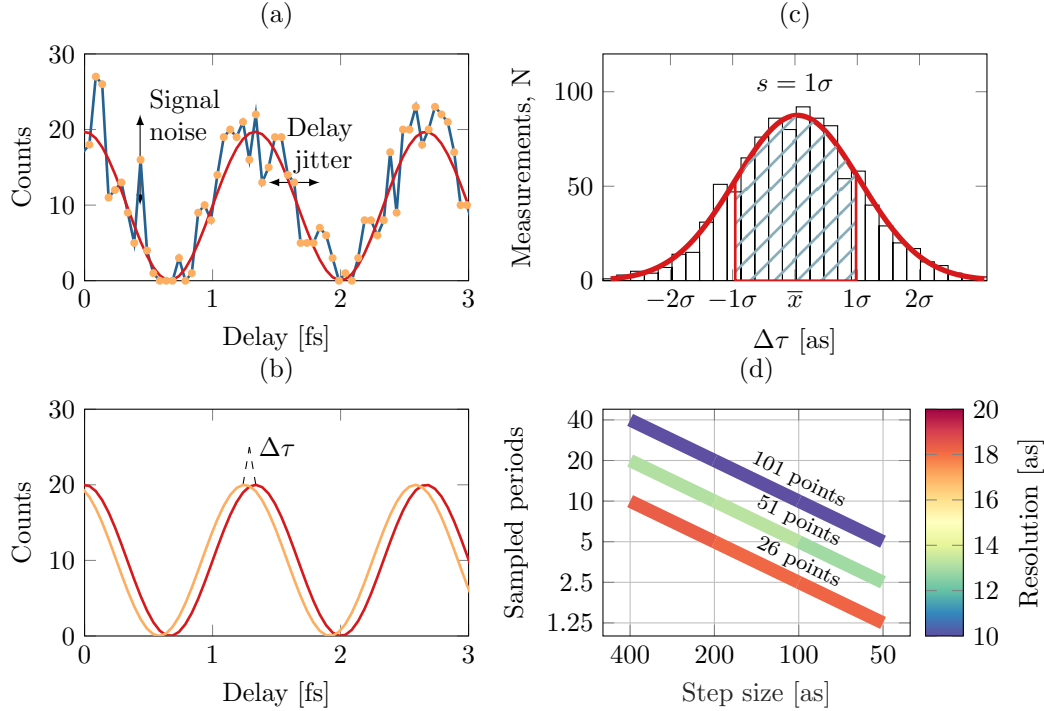 (a)
30
20
10
0
Counts
Signal
noise
Delay
jitter
0
1
2
3
Delay [fs]
(c)
100
50
0
Measurements, N
s = 1σ
−2σ
−1σ
x̅
1σ
2σ
Δτ [as]
(b)
30
20
10
0
Counts
Δτ
0
1
2
3
Delay [fs]
(d)
40
20
10
5
2.5
1.25
Sampled periods
101 points
51 points
26 points
400
200
100
50
Step size [as]
20
18
16
14
12
10
Resolution [as]